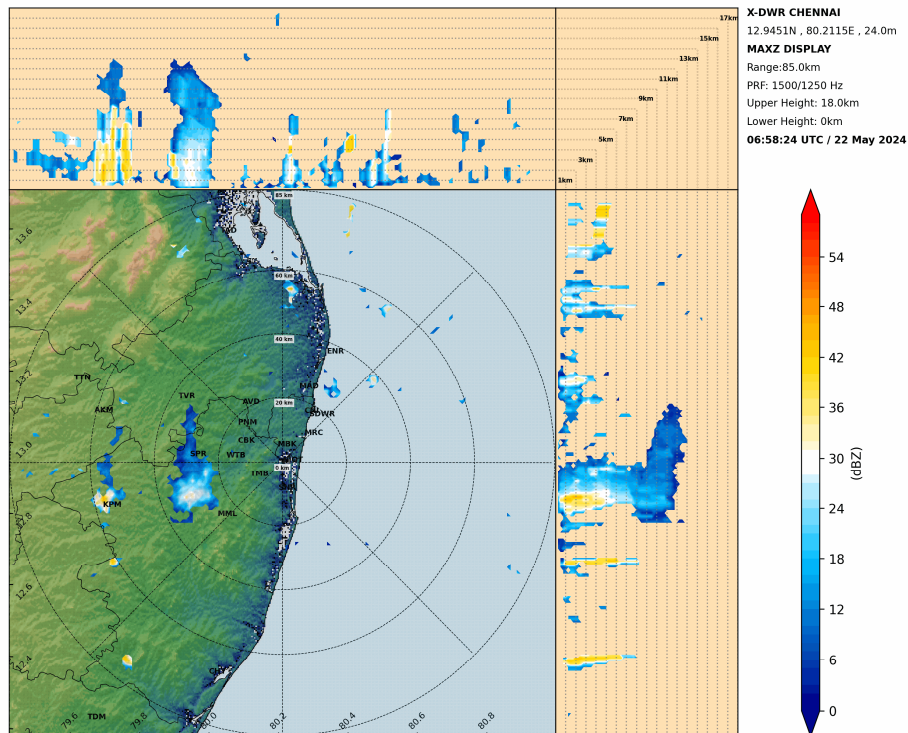 X-DWR CHENNAI
12.9451N , 80.2115E , 24.0m
MAXZ DISPLAY
Range:85.0km
PRF: 1500/1250 Hz
Upper Height: 18.0km
Lower Height: 0km
06:58:24 UTC / 22 May 2024
17km
15km
13km
11km
9km
7km
5km
3km
1km
85 km
13.6
60 km
13.4
40 km
ENR
13.2
TTN
MAD
TVR
AVD
20 km
AKM
SDWR
PNM
MRC
CBK
MBK
13.0
SPR
WTB
0 km
TMB
KPM
MML
12.8
12.6
12.4
TDM
79.6
79.8
80.0
80.2
80.4
80.6
80.8
54
48
42
36
30
24
18
12
6
0
(dBZ)